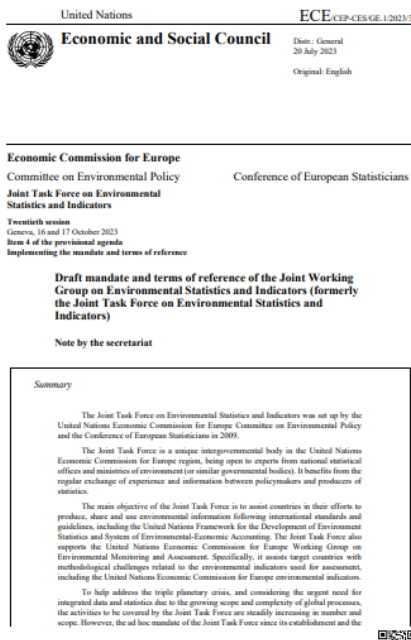 United Nations
ECE/CEP-CES/GE.1/2023/
Economic and Social Council
Distr.: General
20 July 2023
Original: English
Economic Commission for Europe
Committee on Environmental Policy
Conference of European Statisticians
Joint Task Force on Environmental
Statistics and Indicators
Twentieth session
Geneva, 16 and 17 October 2023
Item 4 of the provisional agenda
Implementing the mandate and terms of reference
Draft mandate and terms of reference of the Joint Working
Group on Environmental Statistics and Indicators (formerly
the Joint Task Force on Environmental Statistics and
Indicators)
Note by the secretariat
Summary
The Joint Task Force on Environmental Statistics and Indicators was set up by the
United Nations Economic Commission for Europe Committee on Environmental Policy
and the Conference of European Statisticians in 2009.
The Joint Task Force is a unique intergovernmental body in the United Nations
Economic Commission for Europe region, being open to experts from national statistical
offices and ministries of environment (or similar governmental bodies). It benefits from the
regular exchange of experience and information between policymakers and producers of
statistics.
The main objective of the Joint Task Force is to assist countries in their efforts to
produce, share and use environmental information following international standards and
guidelines, including the United Nations Framework for the Development of Environment
Statistics and System of Environmental-Economic Accounting. The Joint Task Force also
supports the United Nations Economic Commission for Europe Working Group on
Environmental Monitoring and Assessment. Specifically, it assists target countries with
methodological challenges related to the environmental indicators used for assessment,
including the United Nations Economic Commission for Europe environmental indicators.
To help address the triple planetary crisis, and considering the urgent need for
integrated data and statistics due to the growing scope and complexity of global processes,
the activities to be covered by the Joint Task Force are steadily increasing in number and
scope. However, the ad hoc mandate of the Joint Task Force since its establishment and the